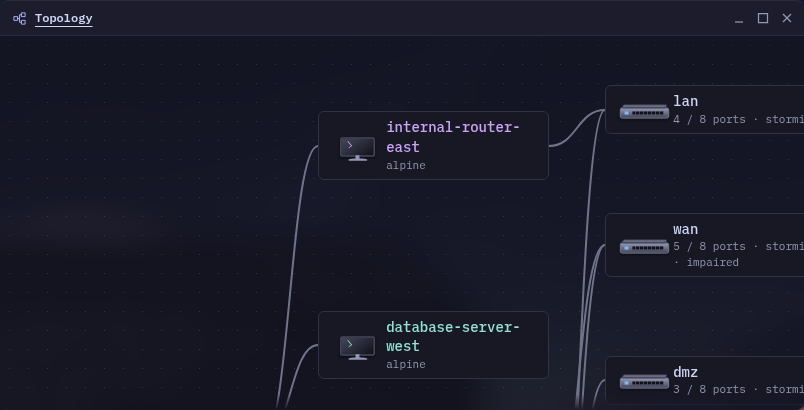 Topology
internal-router-
east
alpine
lan
4 / 8 ports · stormi
wan
5 / 8 ports · stormi
· impaired
database-server-
west
alpine
dmz
3 / 8 ports · stormi